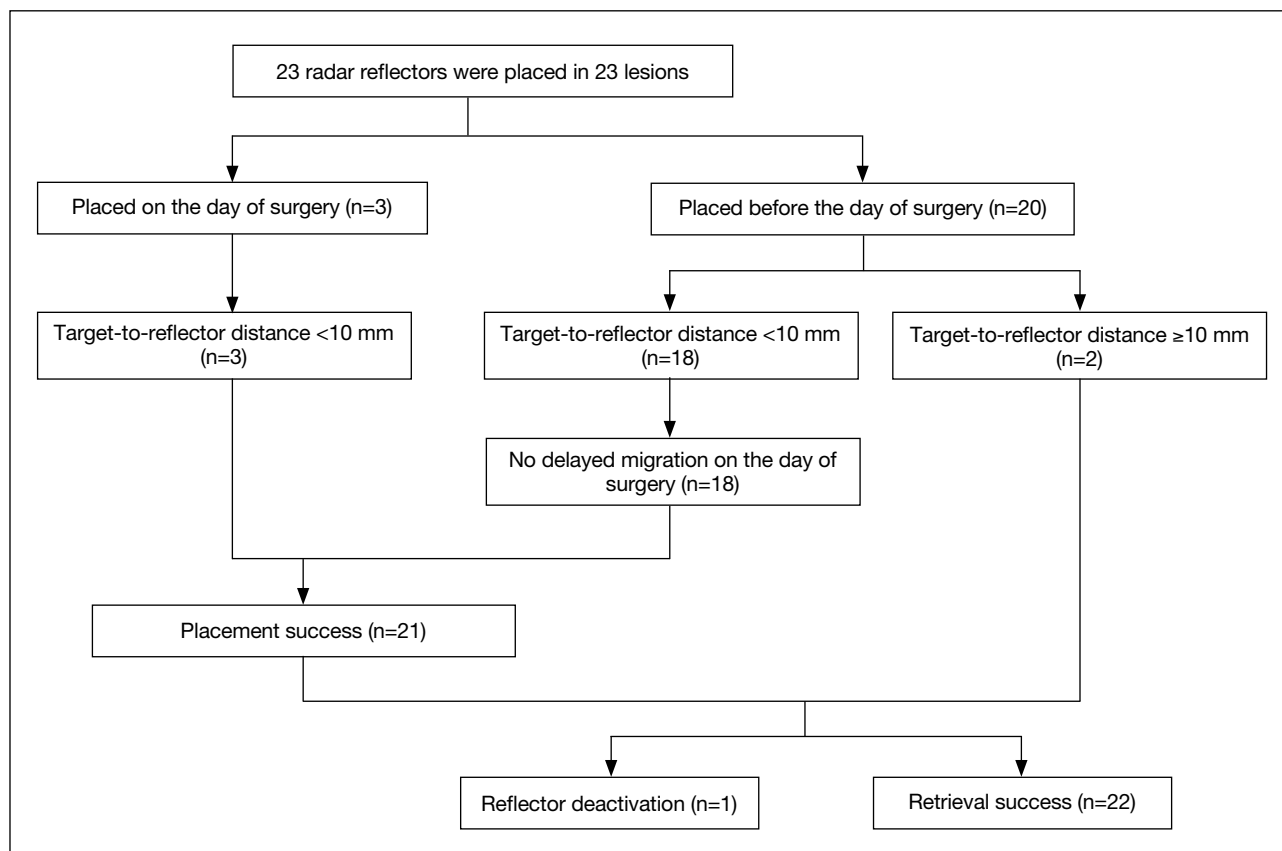 23 radar reflectors were placed in 23 lesions
Placed on the day of surgery (n=3)
Placed before the day of surgery (n=20)
Target-to-reflector distance <10 mm
(n=3)
Target-to-reflector distance <10 mm
(n=18)
Target-to-reflector distance ≥10 mm
(n=2)
No delayed migration on the day of
surgery (n=18)
Placement success (n=21)
Reflector deactivation (n=1)
Retrieval success (n=22)